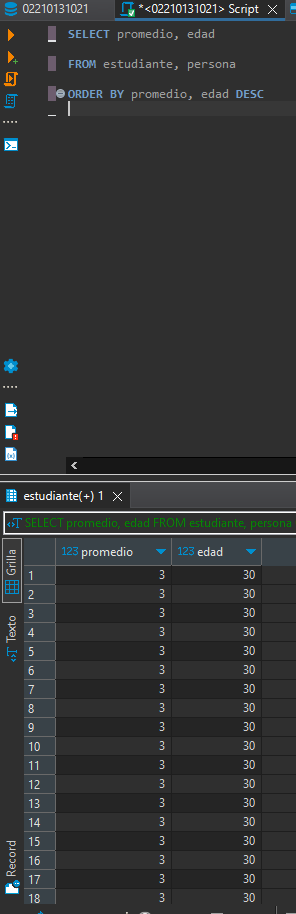 02210131021
*<02210131021> Script
SELECT promedio, edad
FROM estudiante, persona
ORDER BY promedio, edad DESC
estudiante(+) 1
SELECT promedio, edad FROM estudiante, persona
Grilla
Texto
Record
123 promedio 123 edad
1 3 30
2 3 30
3 3 30
4 3 30
5 3 30
6 3 30
7 3 30
8 3 30
9 3 30
10 3 30
11 3 30
12 3 30
13 3 30
14 3 30
15 3 30
16 3 30
17 3 30
18 3 30